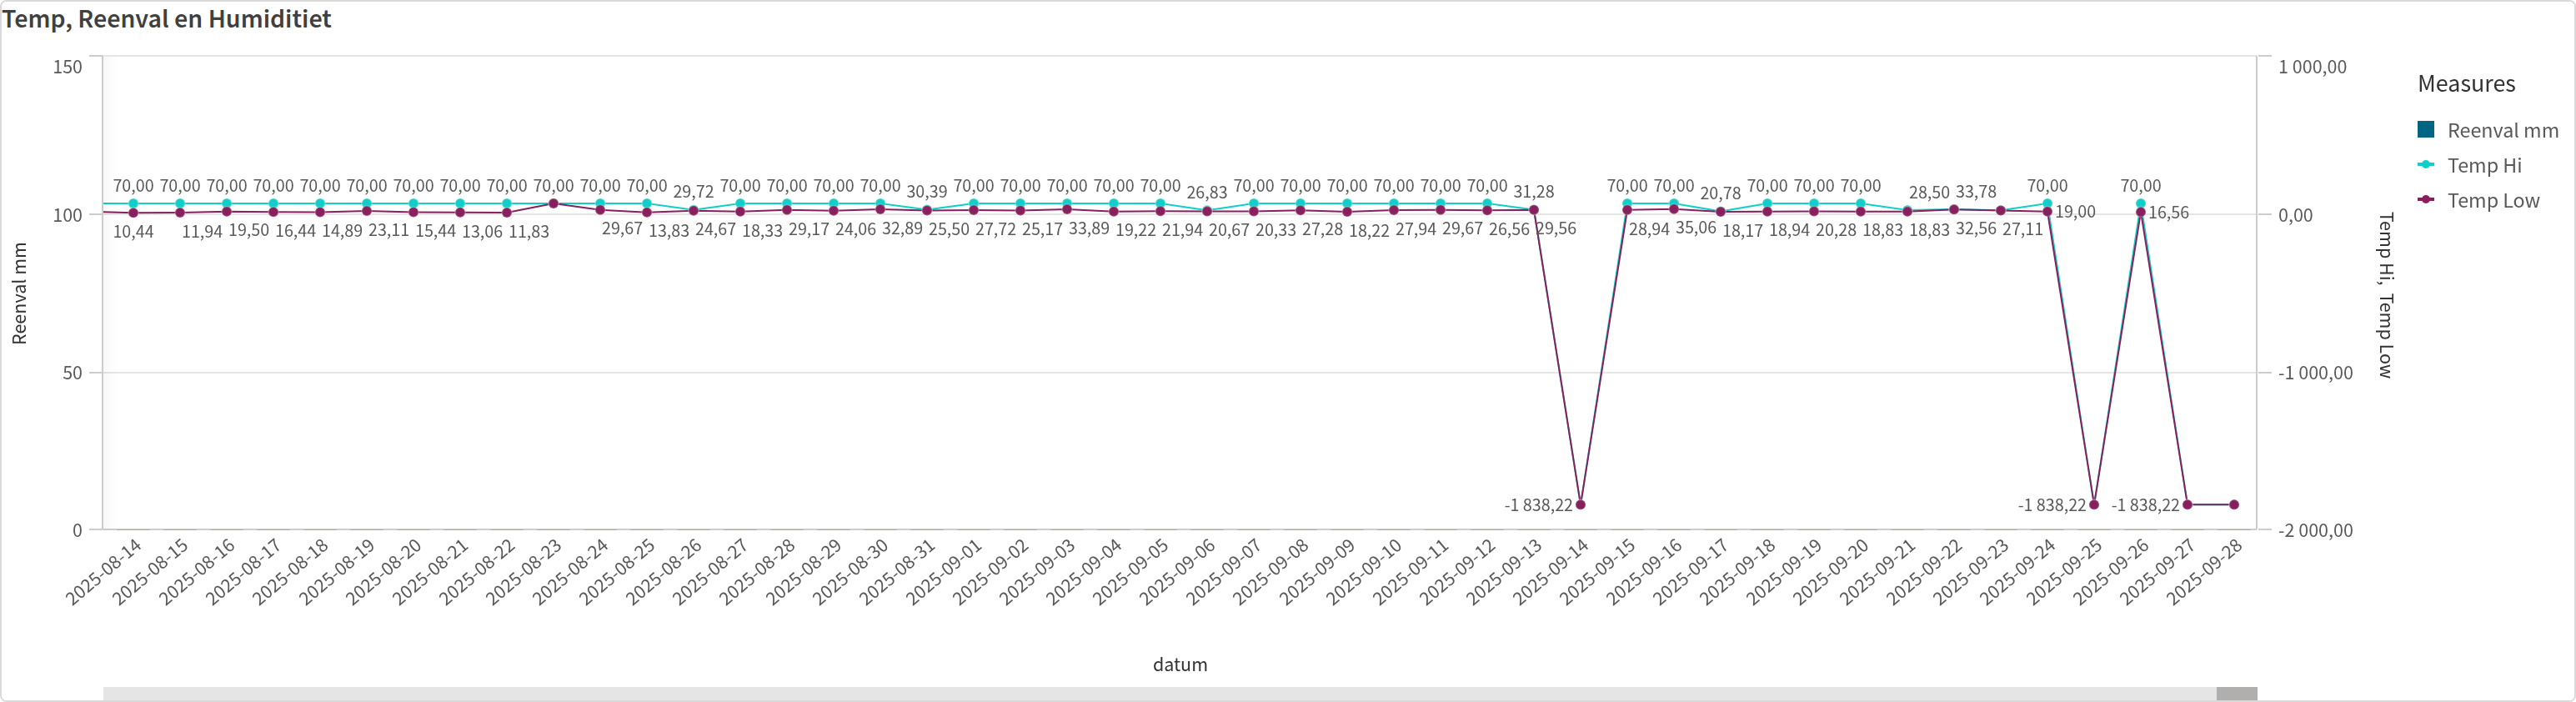 Temp, Reenval en Humiditiet
150
100
50
0
Reenval mm
70,00 70,00 70,00 70,00 70,00 70,00 70,00 70,00 70,00 70,00 70,00 70,00 29,72 70,00 70,00 70,00 70,00 30,39 70,00 70,00 70,00 70,00 70,00 26,83 70,00 70,00 70,00 70,00 70,00 70,00 31,28 70,00 70,00 20,78 70,00 70,00 70,00 28,50 33,78 70,00 70,00
10,44 11,94 19,50 16,44 14,89 23,11 15,44 13,06 11,83 29,67 13,83 24,67 18,33 29,17 24,06 32,89 25,50 27,72 25,17 33,89 19,22 21,94 20,67 20,33 27,28 18,22 27,94 29,67 26,56 29,56 28,94 35,06 18,17 18,94 20,28 18,83 18,83 32,56 27,11 19,00 16,56
-1 838,22 -1 838,22 -1 838,22
1 000,00
0,00
-1 000,00
-2 000,00
Temp Hi, Temp Low
2025-08-14 2025-08-15 2025-08-16 2025-08-17 2025-08-18 2025-08-19 2025-08-20 2025-08-21 2025-08-22 2025-08-23 2025-08-24 2025-08-25 2025-08-26 2025-08-27 2025-08-28 2025-08-29 2025-08-30 2025-08-31 2025-09-01 2025-09-02 2025-09-03 2025-09-04 2025-09-05 2025-09-06 2025-09-07 2025-09-08 2025-09-09 2025-09-10 2025-09-11 2025-09-12 2025-09-13 2025-09-14 2025-09-15 2025-09-16 2025-09-17 2025-09-18 2025-09-19 2025-09-20 2025-09-21 2025-09-22 2025-09-23 2025-09-24 2025-09-25 2025-09-26 2025-09-27 2025-09-28
datum
Measures
Reenval mm
Temp Hi
Temp Low